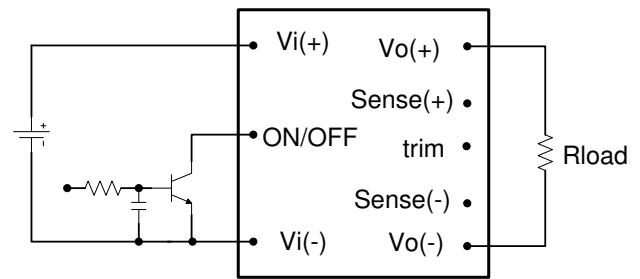 Vi(+)
Vo(+)
Sense(+)
ON/OFF
trim
Rload
Sense(-)
Vi(-)
Vo(-)
+
-